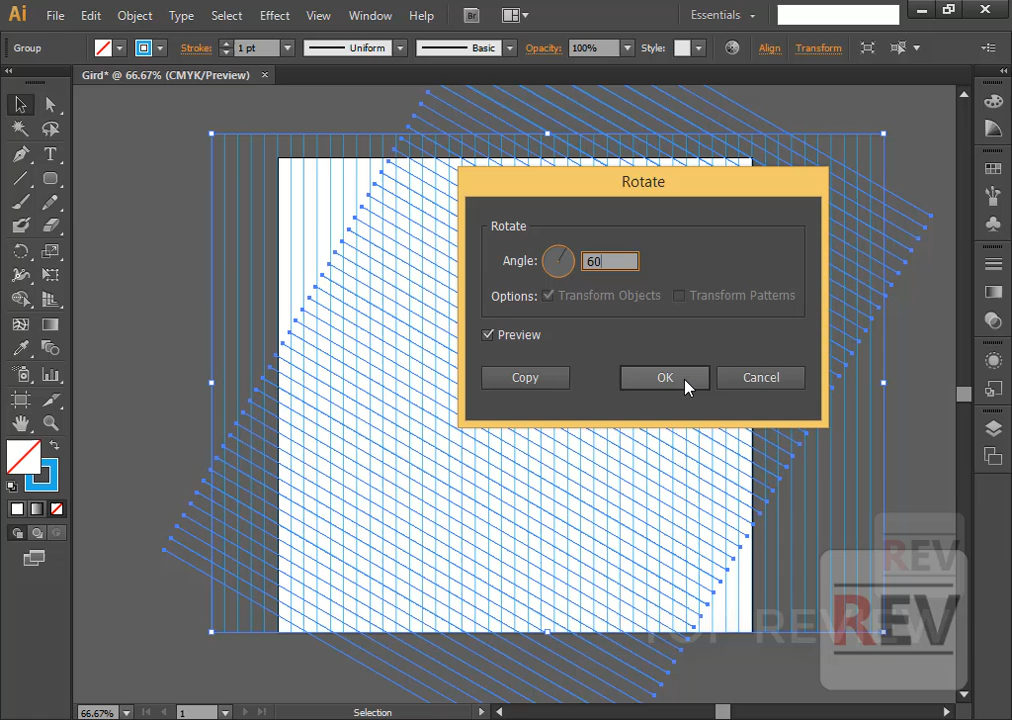 Ai File Edit Object Type Select Effect View Window Help Br Essentials
Group Stroke: 1 pt Uniform Basic Opacity: 100% Style: Align Transform
Gird* @ 66.67% (CMYK/Preview) ×
Rotate
Rotate
Angle: 60
Options: Transform Objects Transform Patterns
Preview
Copy OK Cancel
T
REV
REV
TOP REVIEW
66.67% 1 Selection